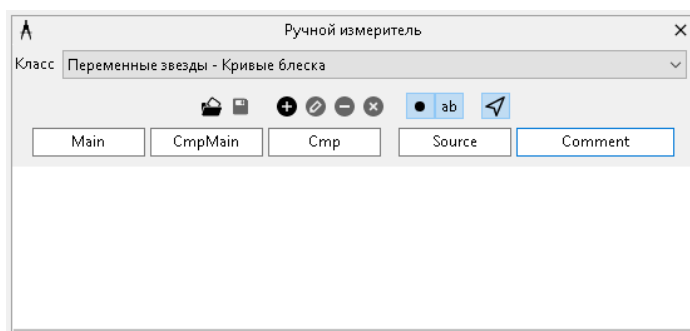 Ручной измеритель
Класс Переменные звезды - Кривые блеска
ab
Main CmpMain Cmp Source Comment